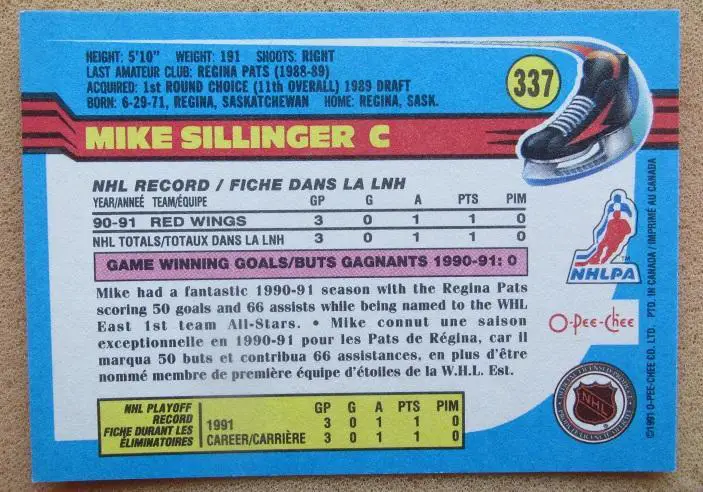 HEIGHT: 5'10" WEIGHT: 191 SHOOTS: RIGHT
LAST AMATEUR CLUB: REGINA PATS (1988-89)
ACQUIRED: 1st ROUND CHOICE (11th OVERALL) 1989 DRAFT
BORN: 6-29-71, REGINA, SASKATCHEWAN HOME: REGINA, SASK.
337
MIKE SILLINGER C
NHL RECORD / FICHE DANS LA LNH
YEAR/ANNÉE TEAM/ÉQUIPE GP G A PTS PIM
90-91 RED WINGS 3 0 1 1 0
NHL TOTALS/TOTAUX DANS LA LNH 3 0 1 1 0
GAME WINNING GOALS/BUTS GAGNANTS 1990-91: 0
Mike had a fantastic 1990-91 season with the Regina Pats
scoring 50 goals and 66 assists while being named to the WHL
East 1st team All-Stars. • Mike connut une saison
exceptionnelle en 1990-91 pour les Pats de Régina, car il
marqua 50 buts et contribua 66 assistances, en plus d'être
nommé membre de première équipe d'étoiles de la W.H.L. Est.
NHL PLAYOFF
RECORD
FICHE DURANT LES
ÉLIMINATOIRES
GP G A PTS PIM
1991 3 0 1 1 0
CAREER/CARRIÈRE 3 0 1 1 0
NHLPA
TM
O-Pee-Chee
NHL
©1991 O-PEE-CHEE CO. LTD. PTD. IN CANADA / IMPRIMÉ AU CANADA